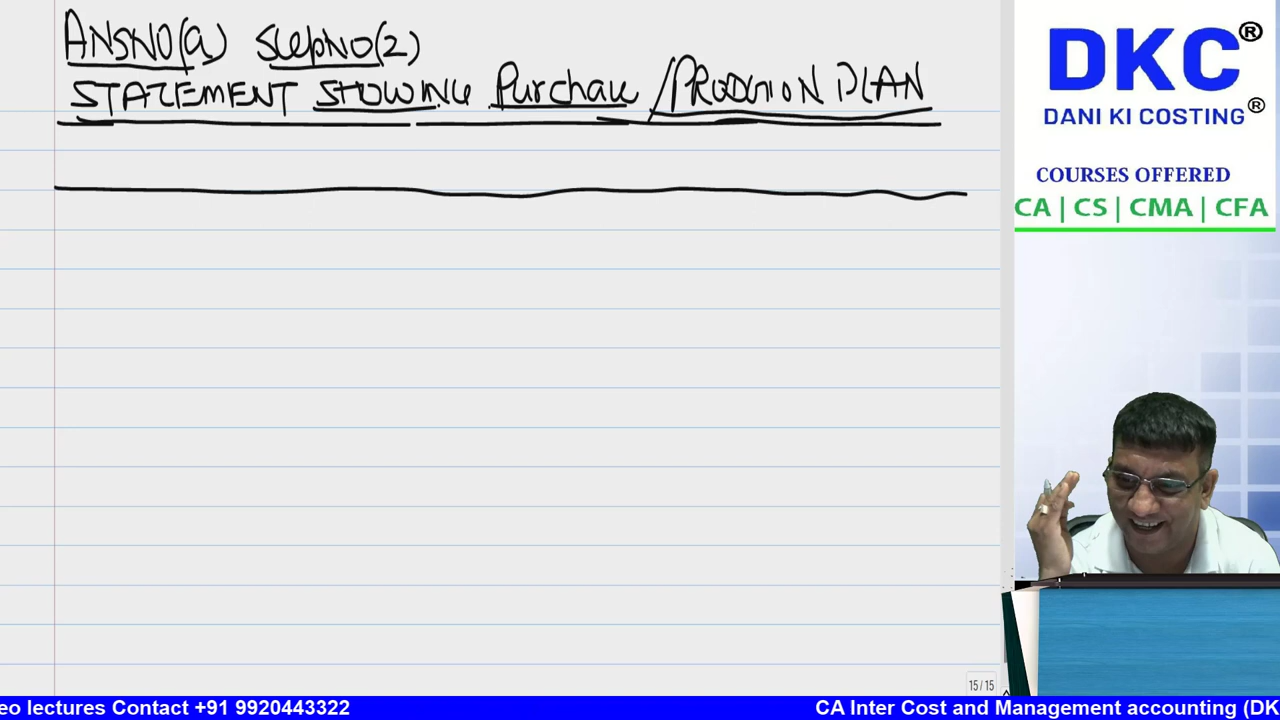 ANSNO(a) StepNO(2)
STATEMENT SHOWING Purchase /PRODUCTION PLAN
DKC®
DANI KI COSTING®
COURSES OFFERED
CA | CS | CMA | CFA
15/15
eo lectures Contact +91 9920443322
CA Inter Cost and Management accounting (DK